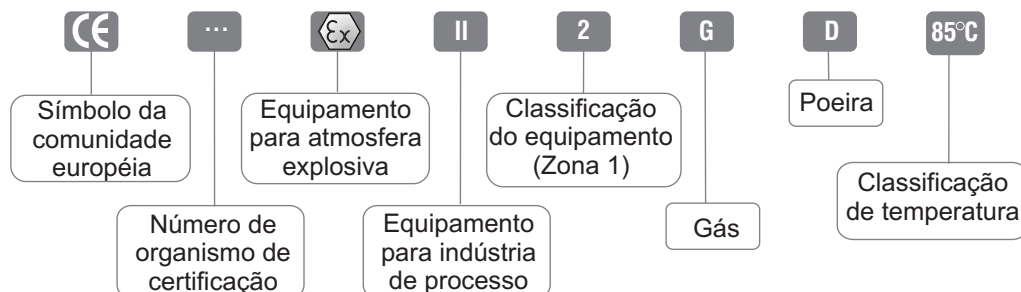 CE ... Ex II 2 G D 85°C
Símbolo da
comunidade
européia
Número de
organismo de
certificação
Equipamento
para atmosfera
explosiva
Equipamento
para indústria
de processo
Classificação
do equipamento
(Zona 1)
Gás
Poeira
Classificação
de temperatura